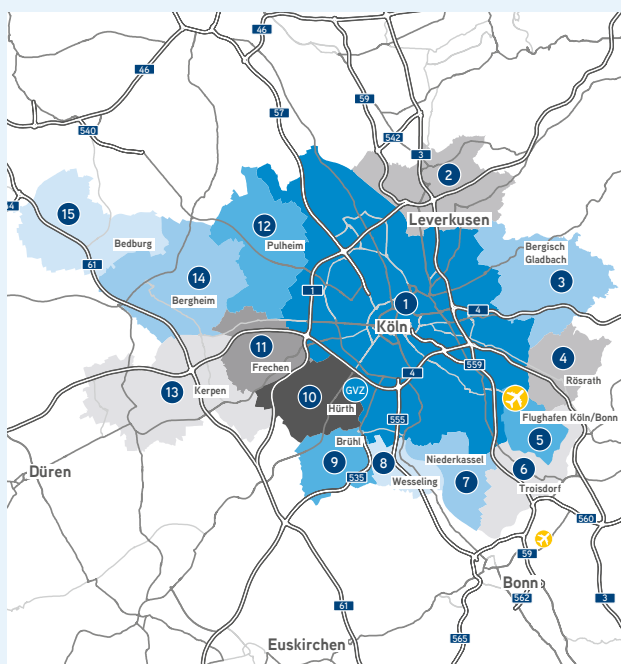 46
46
59
57
542
540
3
2
15
44
Leverkusen
12
Bedburg
Pulheim
Bergisch
Gladbach
61
14
3
1
1
Bergheim
4
Köln
11
559
4
Frechen
4
Rösrath
13
Kerpen
10
GVZ
Hürth
555
Flughafen Köln/Bonn
5
Brühl
Niederkassel
9
8
6
Düren
535
Wesseling
7
Troisdorf
560
59
Bonn
562
61
3
565
Euskirchen